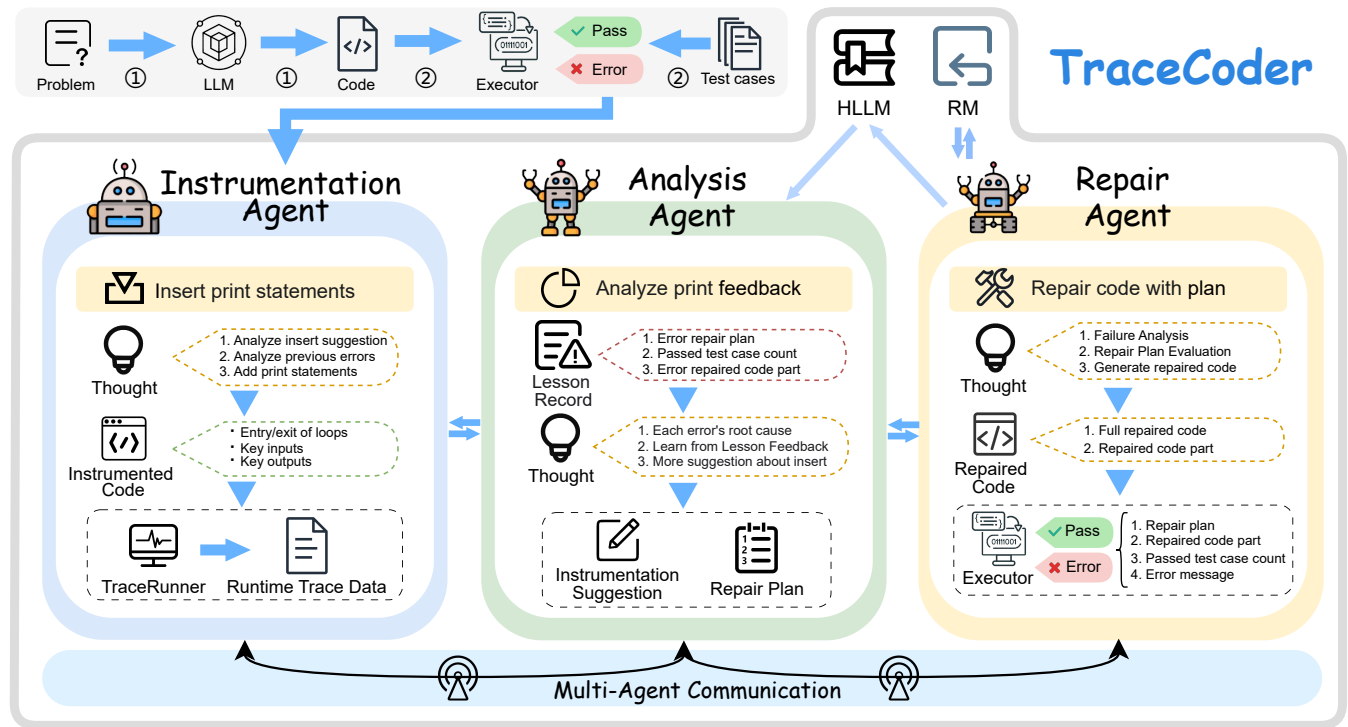 Problem
①
LLM
①
Code
②
Executor
Pass
Error
②
Test cases
HLLM
RM
TraceCoder
Instrumentation
Agent
Insert print statements
Thought
1. Analyze insert suggestion
2. Analyze previous errors
3. Add print statements
Instrumented
Code
· Entry/exit of loops
· Key inputs
· Key outputs
TraceRunner
Runtime Trace Data
Analysis
Agent
Analyze print feedback
Lesson
Record
1. Error repair plan
2. Passed test case count
3. Error repaired code part
Thought
1. Each error's root cause
2. Learn from Lesson Feedback
3. More suggestion about insert
Instrumentation
Suggestion
1
2
3
Repair Plan
Repair
Agent
Repair code with plan
Thought
1. Failure Analysis
2. Repair Plan Evaluation
3. Generate repaired code
Repaired
Code
1. Full repaired code
2. Repaired code part
Executor
Pass
Error
1. Repair plan
2. Repaired code part
3. Passed test case count
4. Error message
Multi-Agent Communication